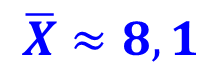 X̅ ≈ 8,1